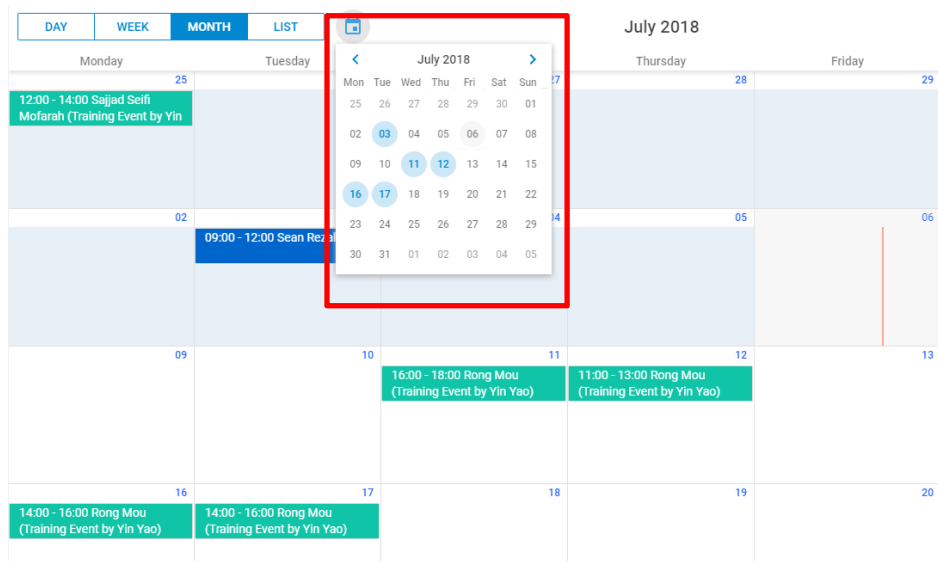 DAY WEEK MONTH LIST July 2018
Monday Tuesday Thursday Friday
July 2018
Mon Tue Wed Thu Fri Sat Sun
25 26 27 28 29 30 01
02 03 04 05 06 07 08
09 10 11 12 13 14 15
16 17 18 19 20 21 22
23 24 25 26 27 28 29
30 31 01 02 03 04 05
25 27 28 29
12:00 - 14:00 Sajjad Seifi
Mofarah (Training Event by Yin
02 04 05 06
09:00 - 12:00 Sean Rezai
09 10 11 12 13
16:00 - 18:00 Rong Mou 11:00 - 13:00 Rong Mou
(Training Event by Yin Yao) (Training Event by Yin Yao)
16 17 18 19 20
14:00 - 16:00 Rong Mou 14:00 - 16:00 Rong Mou
(Training Event by Yin Yao) (Training Event by Yin Yao)